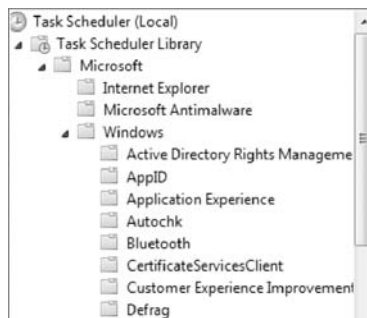 Task Scheduler (Local)
Task Scheduler Library
Microsoft
Internet Explorer
Microsoft Antimalware
Windows
Active Directory Rights Manageme
AppID
Application Experience
Autochk
Bluetooth
CertificateServicesClient
Customer Experience Improvement
Defrag